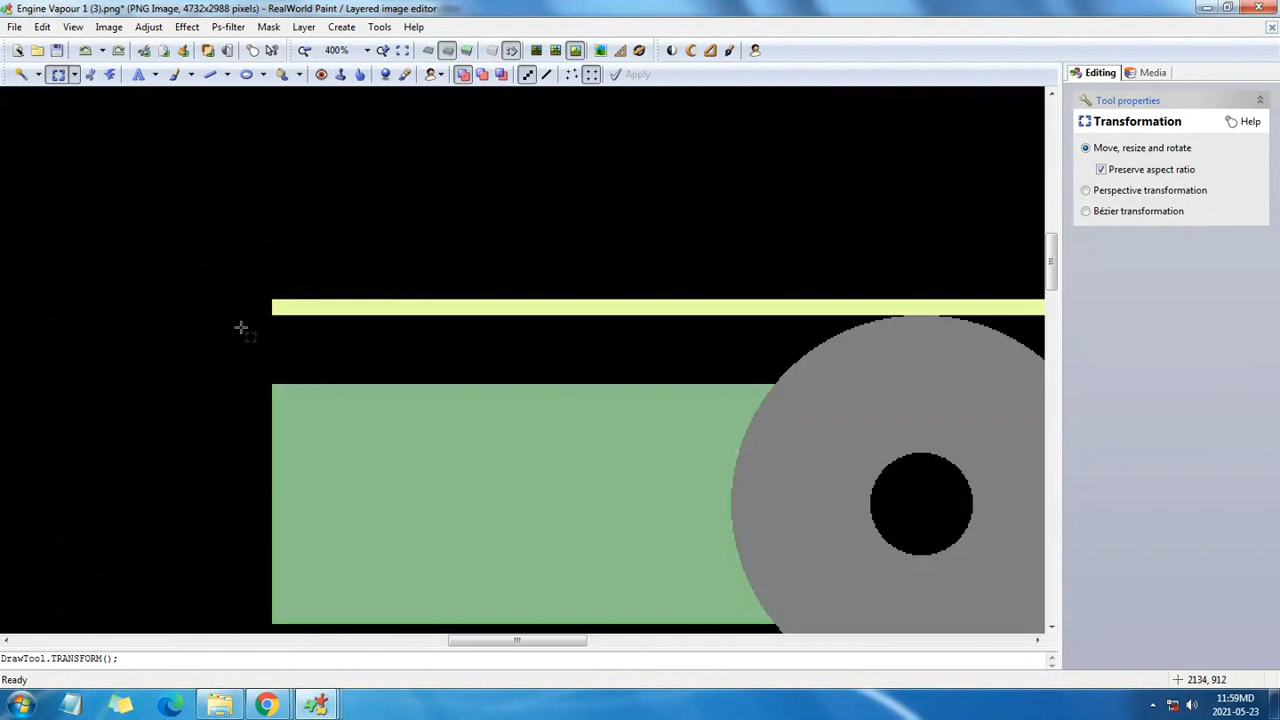 Engine Vapour 1 (3).png* (PNG Image, 4732x2988 pixels) - RealWorld Paint / Layered image editor
File Edit View Image Adjust Effect Ps-filter Mask Layer Create Tools Help
400%
Apply
Editing Media
Tool properties
Transformation Help
Move, resize and rotate
Preserve aspect ratio
Perspective transformation
Bézier transformation
DrawTool.TRANSFORM();
Ready 2134, 912
11:59MD
2021-05-23